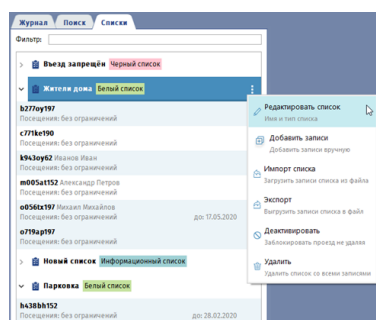 Журнал Поиск Списки
Фильтр:
Въезд запрещён Черный список
Жители дома Белый список
b277oy197
Посещения: без ограничений
c771ke190
Посещения: без ограничений
k943oy62 Иванов Иван
Посещения: без ограничений
m005at152 Александр Петров
Посещения: без ограничений
o056tx197 Михаил Михайлов
Посещения: без ограничений до: 17.05.2020
o719ap197
Посещения: без ограничений
Новый список Информационный список
Парковка Белый список
h438bh152
Посещения: без ограничений до: 28.02.2020
Редактировать список
Имя и тип списка
Добавить записи
Добавить записи вручную
Импорт списка
Загрузить записи списка из файла
Экспорт
Выгрузить записи списка в файл
Деактивировать
Заблокировать проезд не удаляя
Удалить
Удалить список со всеми записями